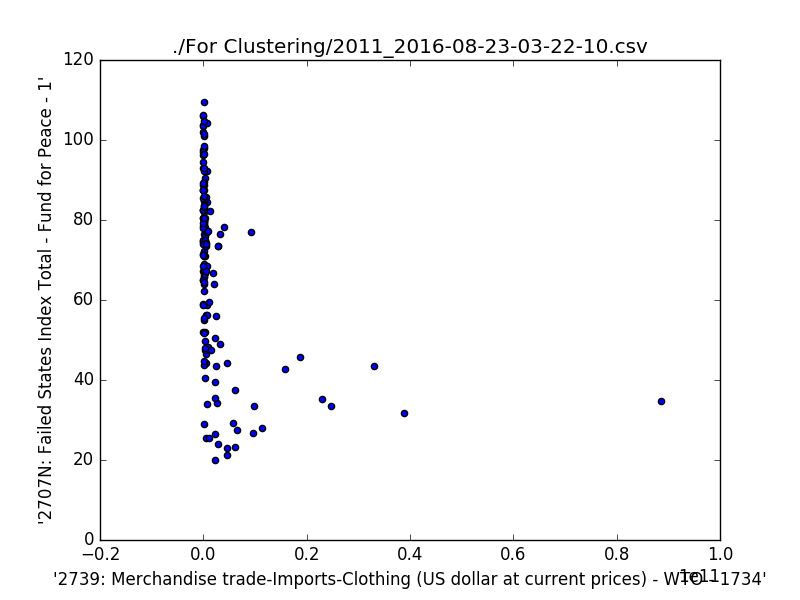 ./For Clustering/2011_2016-08-23-03-22-10.csv
120
100
80
60
40
20
0
'2707N: Failed States Index Total - Fund for Peace - 1'
−0.2 0.0 0.2 0.4 0.6 0.8 1.0
1e11
'2739: Merchandise trade-Imports-Clothing (US dollar at current prices) - WTO - 1734'